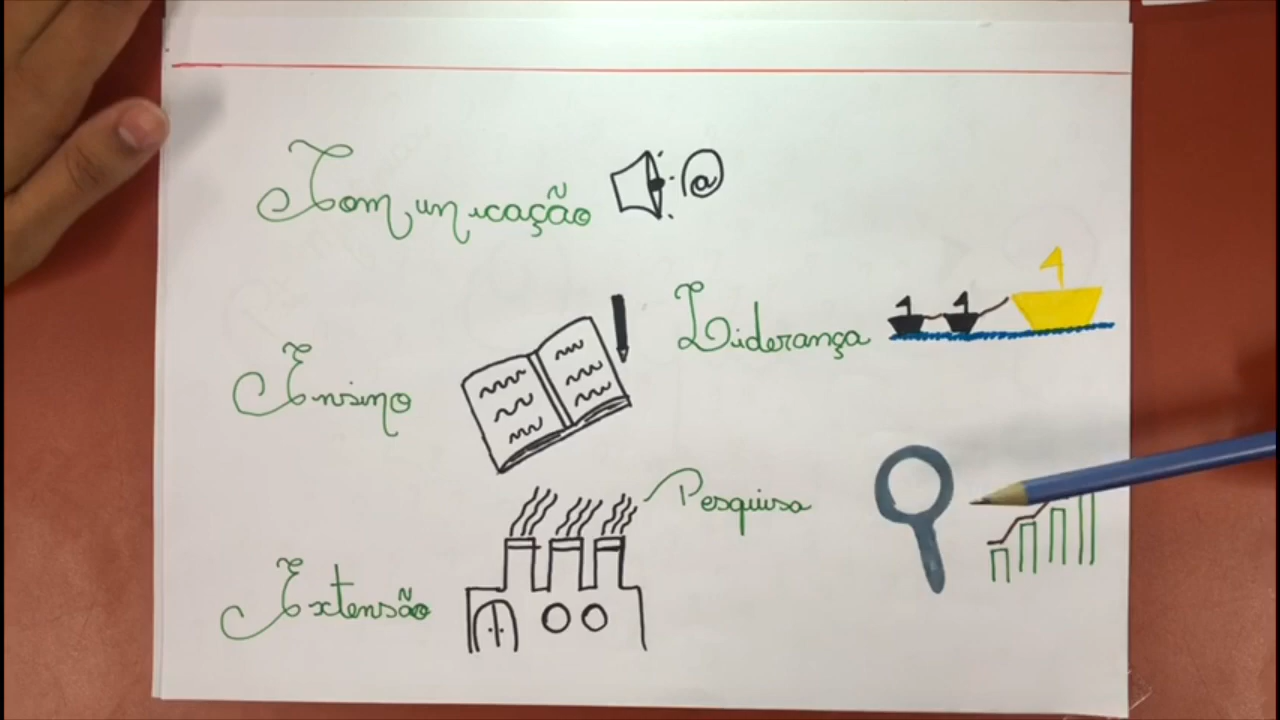 Comunicação @
Liderança
Ensino
Pesquisa
Extensão